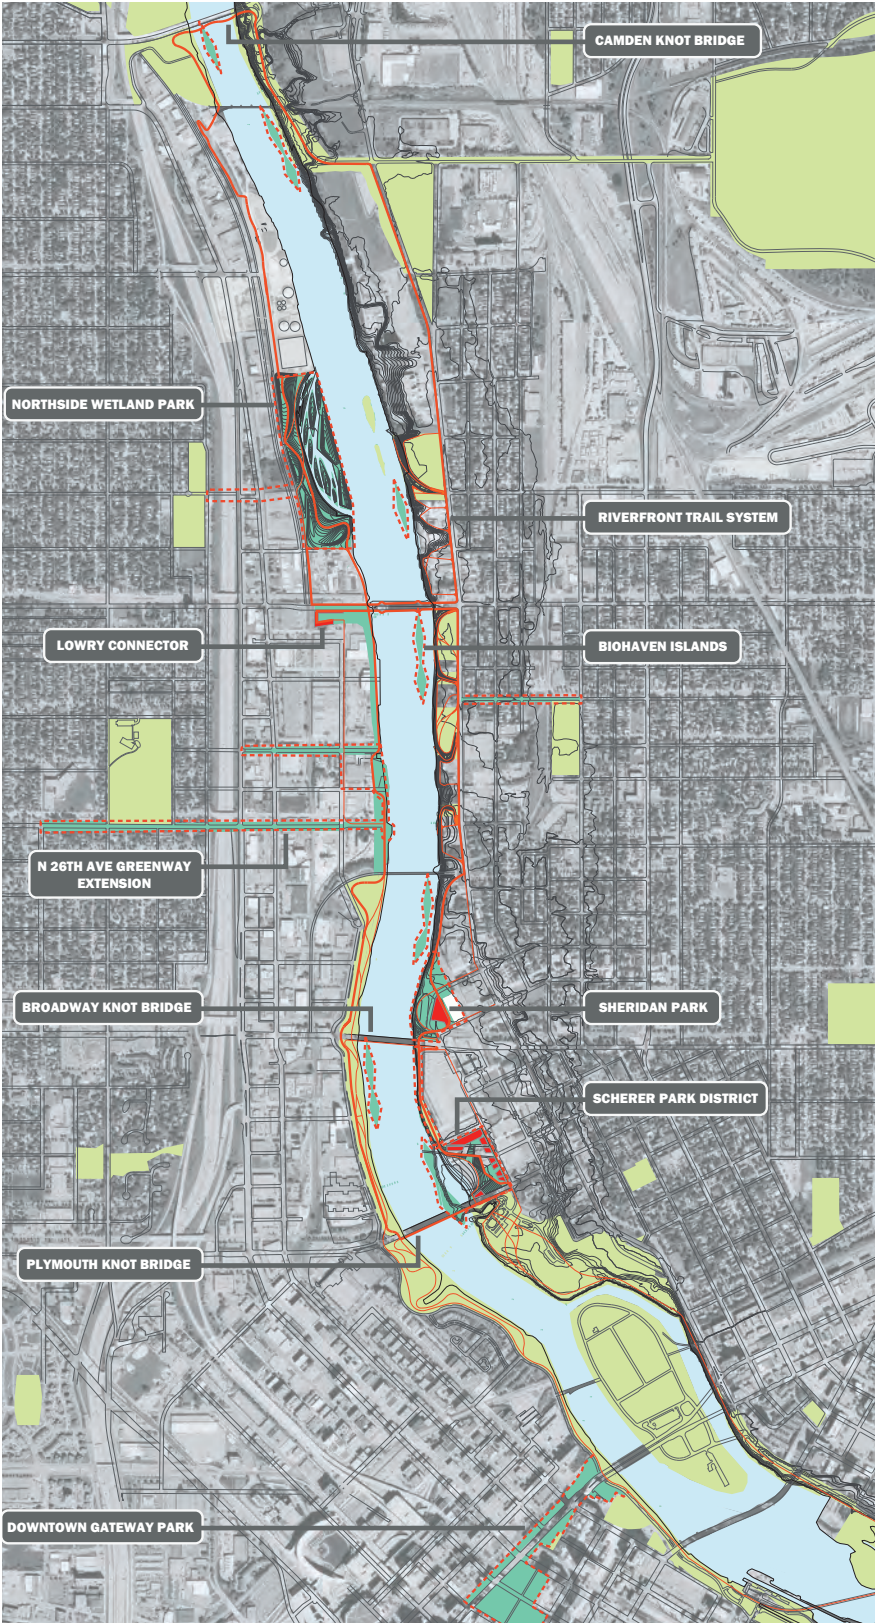 CAMDEN KNOT BRIDGE
NORTHSIDE WETLAND PARK
RIVERFRONT TRAIL SYSTEM
LOWRY CONNECTOR
BIOHAVEN ISLANDS
N 26TH AVE GREENWAY
EXTENSION
BROADWAY KNOT BRIDGE
SHERIDAN PARK
SCHERER PARK DISTRICT
PLYMOUTH KNOT BRIDGE
DOWNTOWN GATEWAY PARK